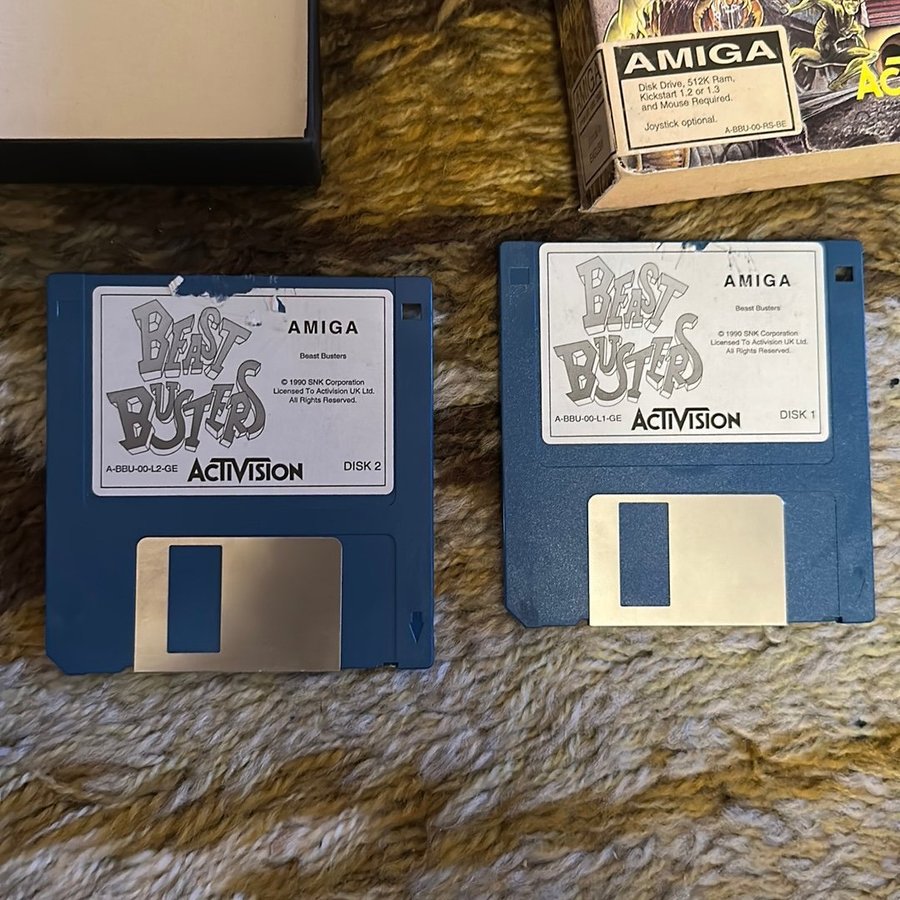 AMIGA
Disk Drive, 512K Ram,
Kickstart 1.2 or 1.3
and Mouse Required.
Joystick optional.
A-BBU-00-RS-BE
BEAST
BUSTERS
AMIGA
Beast Busters
© 1990 SNK Corporation
Licensed To Activision UK Ltd.
All Rights Reserved.
A-BBU-00-L2-GE
ACTIVISION
DISK 2
BEAST
BUSTERS
AMIGA
Beast Busters
© 1990 SNK Corporation
Licensed To Activision UK Ltd.
All Rights Reserved.
A-BBU-00-L1-GE
ACTIVISION
DISK 1